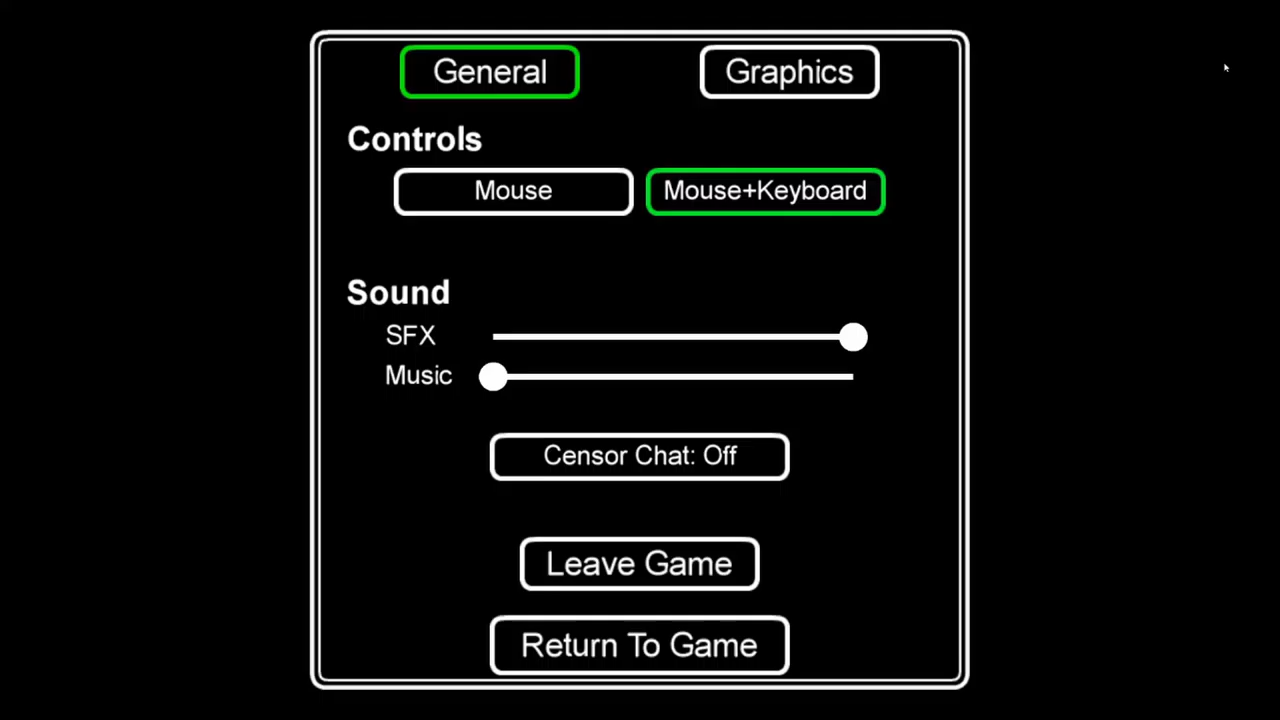 General
Graphics
Controls
Mouse
Mouse+Keyboard
Sound
SFX
Music
Censor Chat: Off
Leave Game
Return To Game